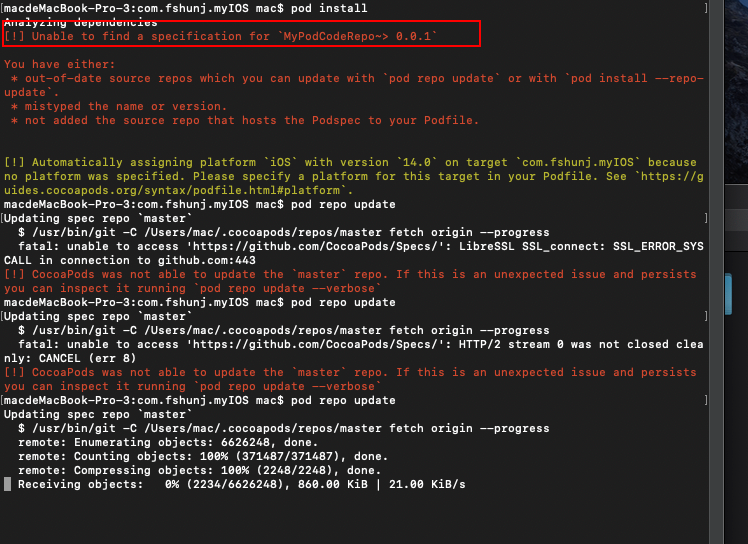 [macdeMacBook-Pro-3:com.fshunj.myIOS mac$ pod install ]
Analyzing dependencies
[!] Unable to find a specification for `MyPodCodeRepo~> 0.0.1`
You have either:
 * out-of-date source repos which you can update with `pod repo update` or with `pod install --repo-
update`.
 * mistyped the name or version.
 * not added the source repo that hosts the Podspec to your Podfile.
[!] Automatically assigning platform `iOS` with version `14.0` on target `com.fshunj.myIOS` because
no platform was specified. Please specify a platform for this target in your Podfile. See `https://g
uides.cocoapods.org/syntax/podfile.html#platform`.
macdeMacBook-Pro-3:com.fshunj.myIOS mac$ pod repo update
[Updating spec repo `master` ]
  $ /usr/bin/git -C /Users/mac/.cocoapods/repos/master fetch origin --progress
  fatal: unable to access 'https://github.com/CocoaPods/Specs/': LibreSSL SSL_connect: SSL_ERROR_SYS
CALL in connection to github.com:443
[!] CocoaPods was not able to update the `master` repo. If this is an unexpected issue and persists
you can inspect it running `pod repo update --verbose`
macdeMacBook-Pro-3:com.fshunj.myIOS mac$ pod repo update
[Updating spec repo `master` ]
  $ /usr/bin/git -C /Users/mac/.cocoapods/repos/master fetch origin --progress
  fatal: unable to access 'https://github.com/CocoaPods/Specs/': HTTP/2 stream 0 was not closed clea
nly: CANCEL (err 8)
[!] CocoaPods was not able to update the `master` repo. If this is an unexpected issue and persists
you can inspect it running `pod repo update --verbose`
[macdeMacBook-Pro-3:com.fshunj.myIOS mac$ pod repo update ]
Updating spec repo `master`
  $ /usr/bin/git -C /Users/mac/.cocoapods/repos/master fetch origin --progress
  remote: Enumerating objects: 6626248, done.
  remote: Counting objects: 100% (371487/371487), done.
  remote: Compressing objects: 100% (2248/2248), done.
  Receiving objects:   0% (2234/6626248), 860.00 KiB | 21.00 KiB/s